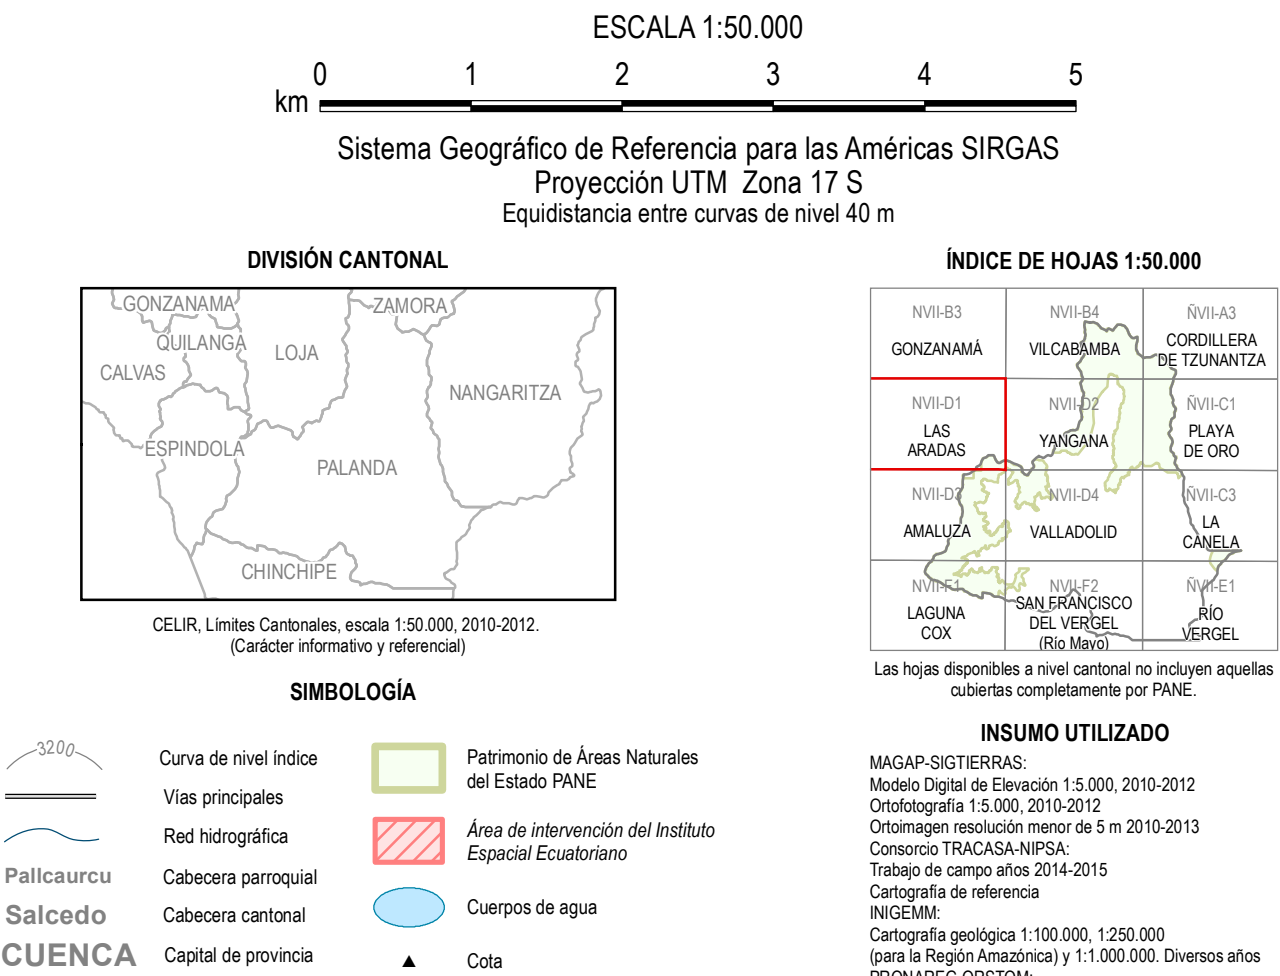 ESCALA 1:50.000
0 1 2 3 4 5
km
Sistema Geográfico de Referencia para las Américas SIRGAS
Proyección UTM Zona 17 S
Equidistancia entre curvas de nivel 40 m
DIVISIÓN CANTONAL
GONZANAMA
ZAMORA
QUILANGA
LOJA
CALVAS
NANGARITZA
ESPINDOLA
PALANDA
CHINCHIPE
CELIR, Límites Cantonales, escala 1:50.000, 2010-2012.
(Carácter informativo y referencial)
ÍNDICE DE HOJAS 1:50.000
NVII-B3
GONZANAMÁ
NVII-B4
VILCABAMBA
ÑVII-A3
CORDILLERA
DE TZUNANTZA
NVII-D1
LAS
ARADAS
NVII-D2
YANGANA
ÑVII-C1
PLAYA
DE ORO
NVII-D3
AMALUZA
NVII-D4
VALLADOLID
ÑVII-C3
LA
CANELA
NVII-F1
LAGUNA
COX
NVII-F2
SAN FRANCISCO
DEL VERGEL
(Río Mayo)
ÑVII-E1
RÍO
VERGEL
Las hojas disponibles a nivel cantonal no incluyen aquellas
cubiertas completamente por PANE.
SIMBOLOGÍA
3200
Curva de nivel índice
Vías principales
Red hidrográfica
Pallcaurcu
Cabecera parroquial
Salcedo
Cabecera cantonal
CUENCA
Capital de provincia
Patrimonio de Áreas Naturales
del Estado PANE
Área de intervención del Instituto
Espacial Ecuatoriano
Cuerpos de agua
Cota
INSUMO UTILIZADO
MAGAP-SIGTIERRAS:
Modelo Digital de Elevación 1:5.000, 2010-2012
Ortofotografía 1:5.000, 2010-2012
Ortoimagen resolución menor de 5 m 2010-2013
Consorcio TRACASA-NIPSA:
Trabajo de campo años 2014-2015
Cartografía de referencia
INIGEMM:
Cartografía geológica 1:100.000, 1:250.000
(para la Región Amazónica) y 1:1.000.000. Diversos años
PRONAREG-ORSTOM: